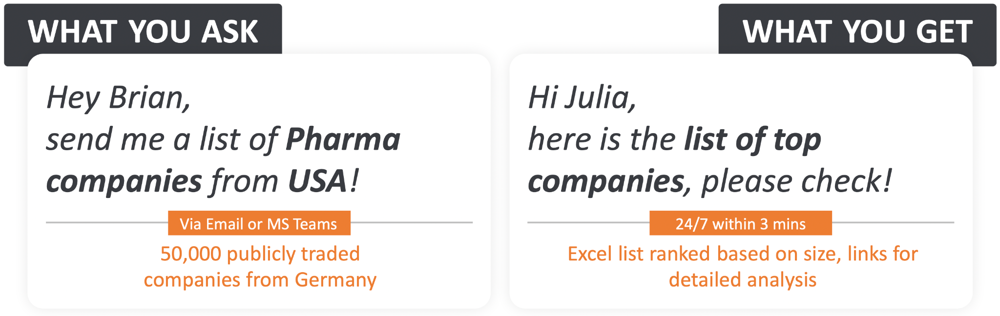 WHAT YOU ASK
Hey Brian,
send me a list of Pharma
companies from USA!
Via Email or MS Teams
50,000 publicly traded
companies from Germany
WHAT YOU GET
Hi Julia,
here is the list of top
companies, please check!
24/7 within 3 mins
Excel list ranked based on size, links for
detailed analysis